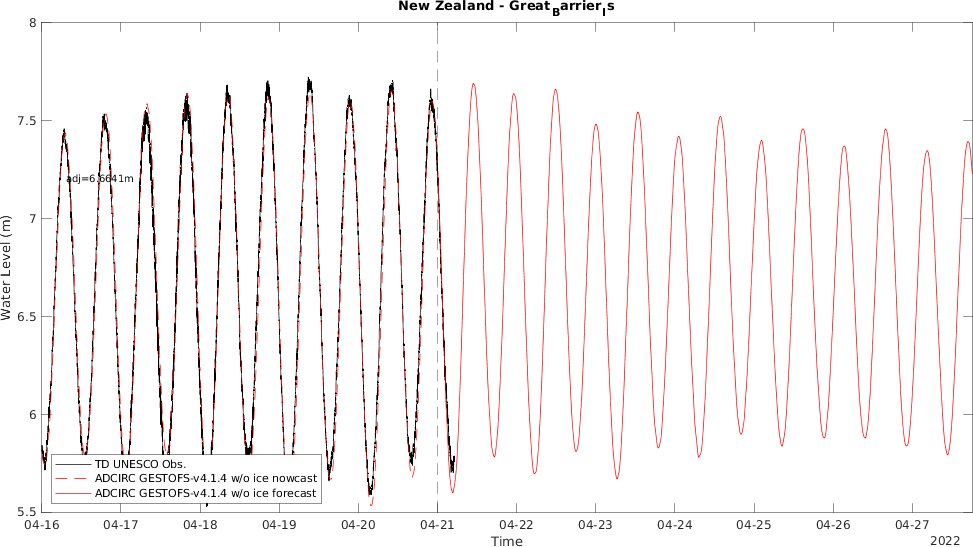 New Zealand - Great_Barrier_Is
8
7.5
7
6.5
6
5.5
Water Level (m)
adj=6.6641m
TD UNESCO Obs.
ADCIRC GESTOFS-v4.1.4 w/o ice nowcast
ADCIRC GESTOFS-v4.1.4 w/o ice forecast
04-16 04-17 04-18 04-19 04-20 04-21 04-22 04-23 04-24 04-25 04-26 04-27
Time
2022